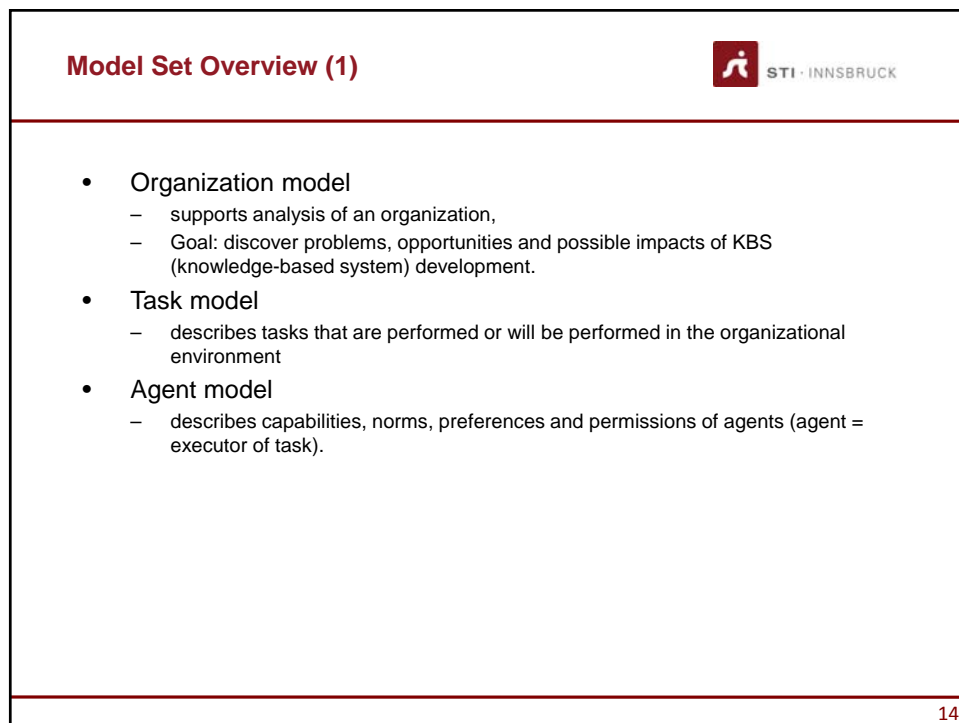 Model Set Overview (1)
STI · INNSBRUCK
• Organization model
– supports analysis of an organization,
– Goal: discover problems, opportunities and possible impacts of KBS
(knowledge-based system) development.
• Task model
– describes tasks that are performed or will be performed in the organizational
environment
• Agent model
– describes capabilities, norms, preferences and permissions of agents (agent =
executor of task).
14